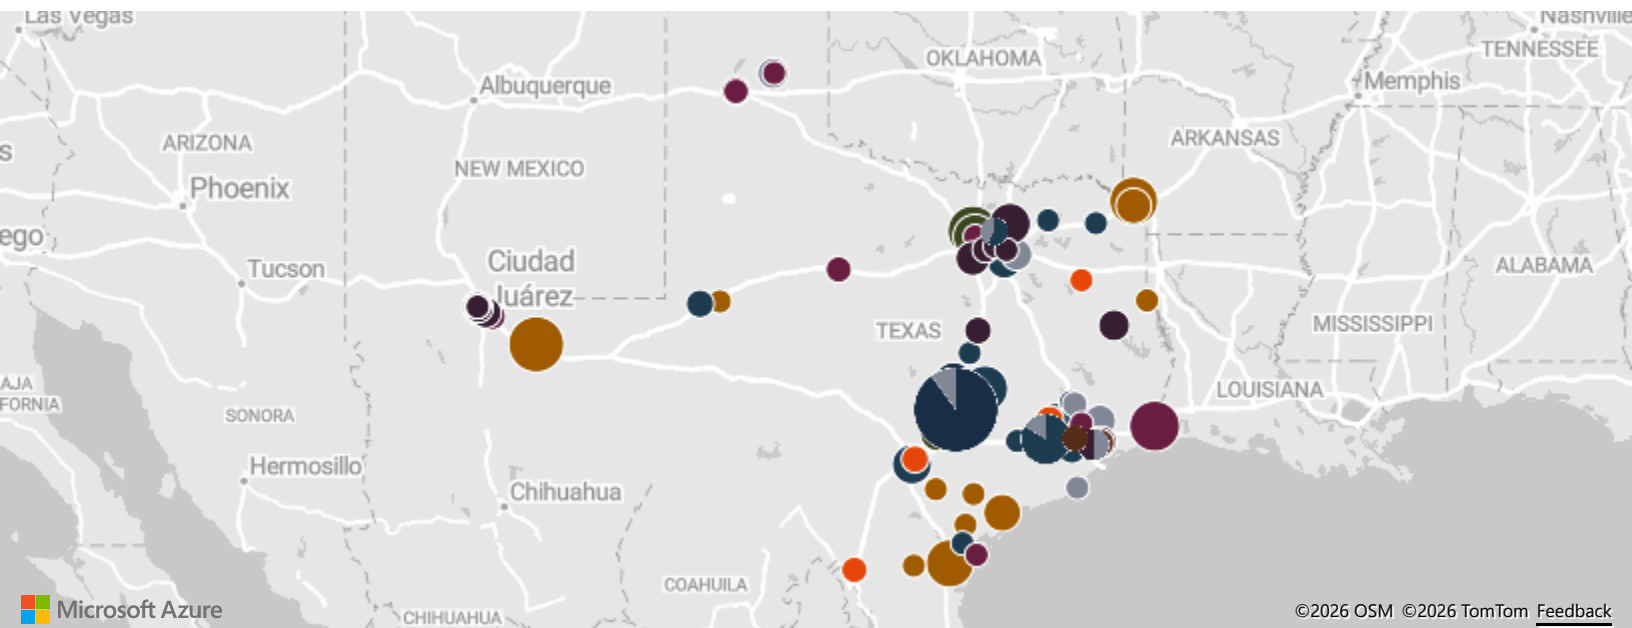 Las Vegas
Nashville
OKLAHOMA
TENNESSEE
Albuquerque
Memphis
ARIZONA
ARKANSAS
s
NEW MEXICO
Phoenix
ego
Ciudad
Juárez
Tucson
ALABAMA
TEXAS
MISSISSIPPI
AJA
FORNIA
LOUISIANA
SONORA
Hermosillo
Chihuahua
COAHUILA
CHIHUAHUA
Microsoft Azure
©2026 OSM ©2026 TomTom Feedback